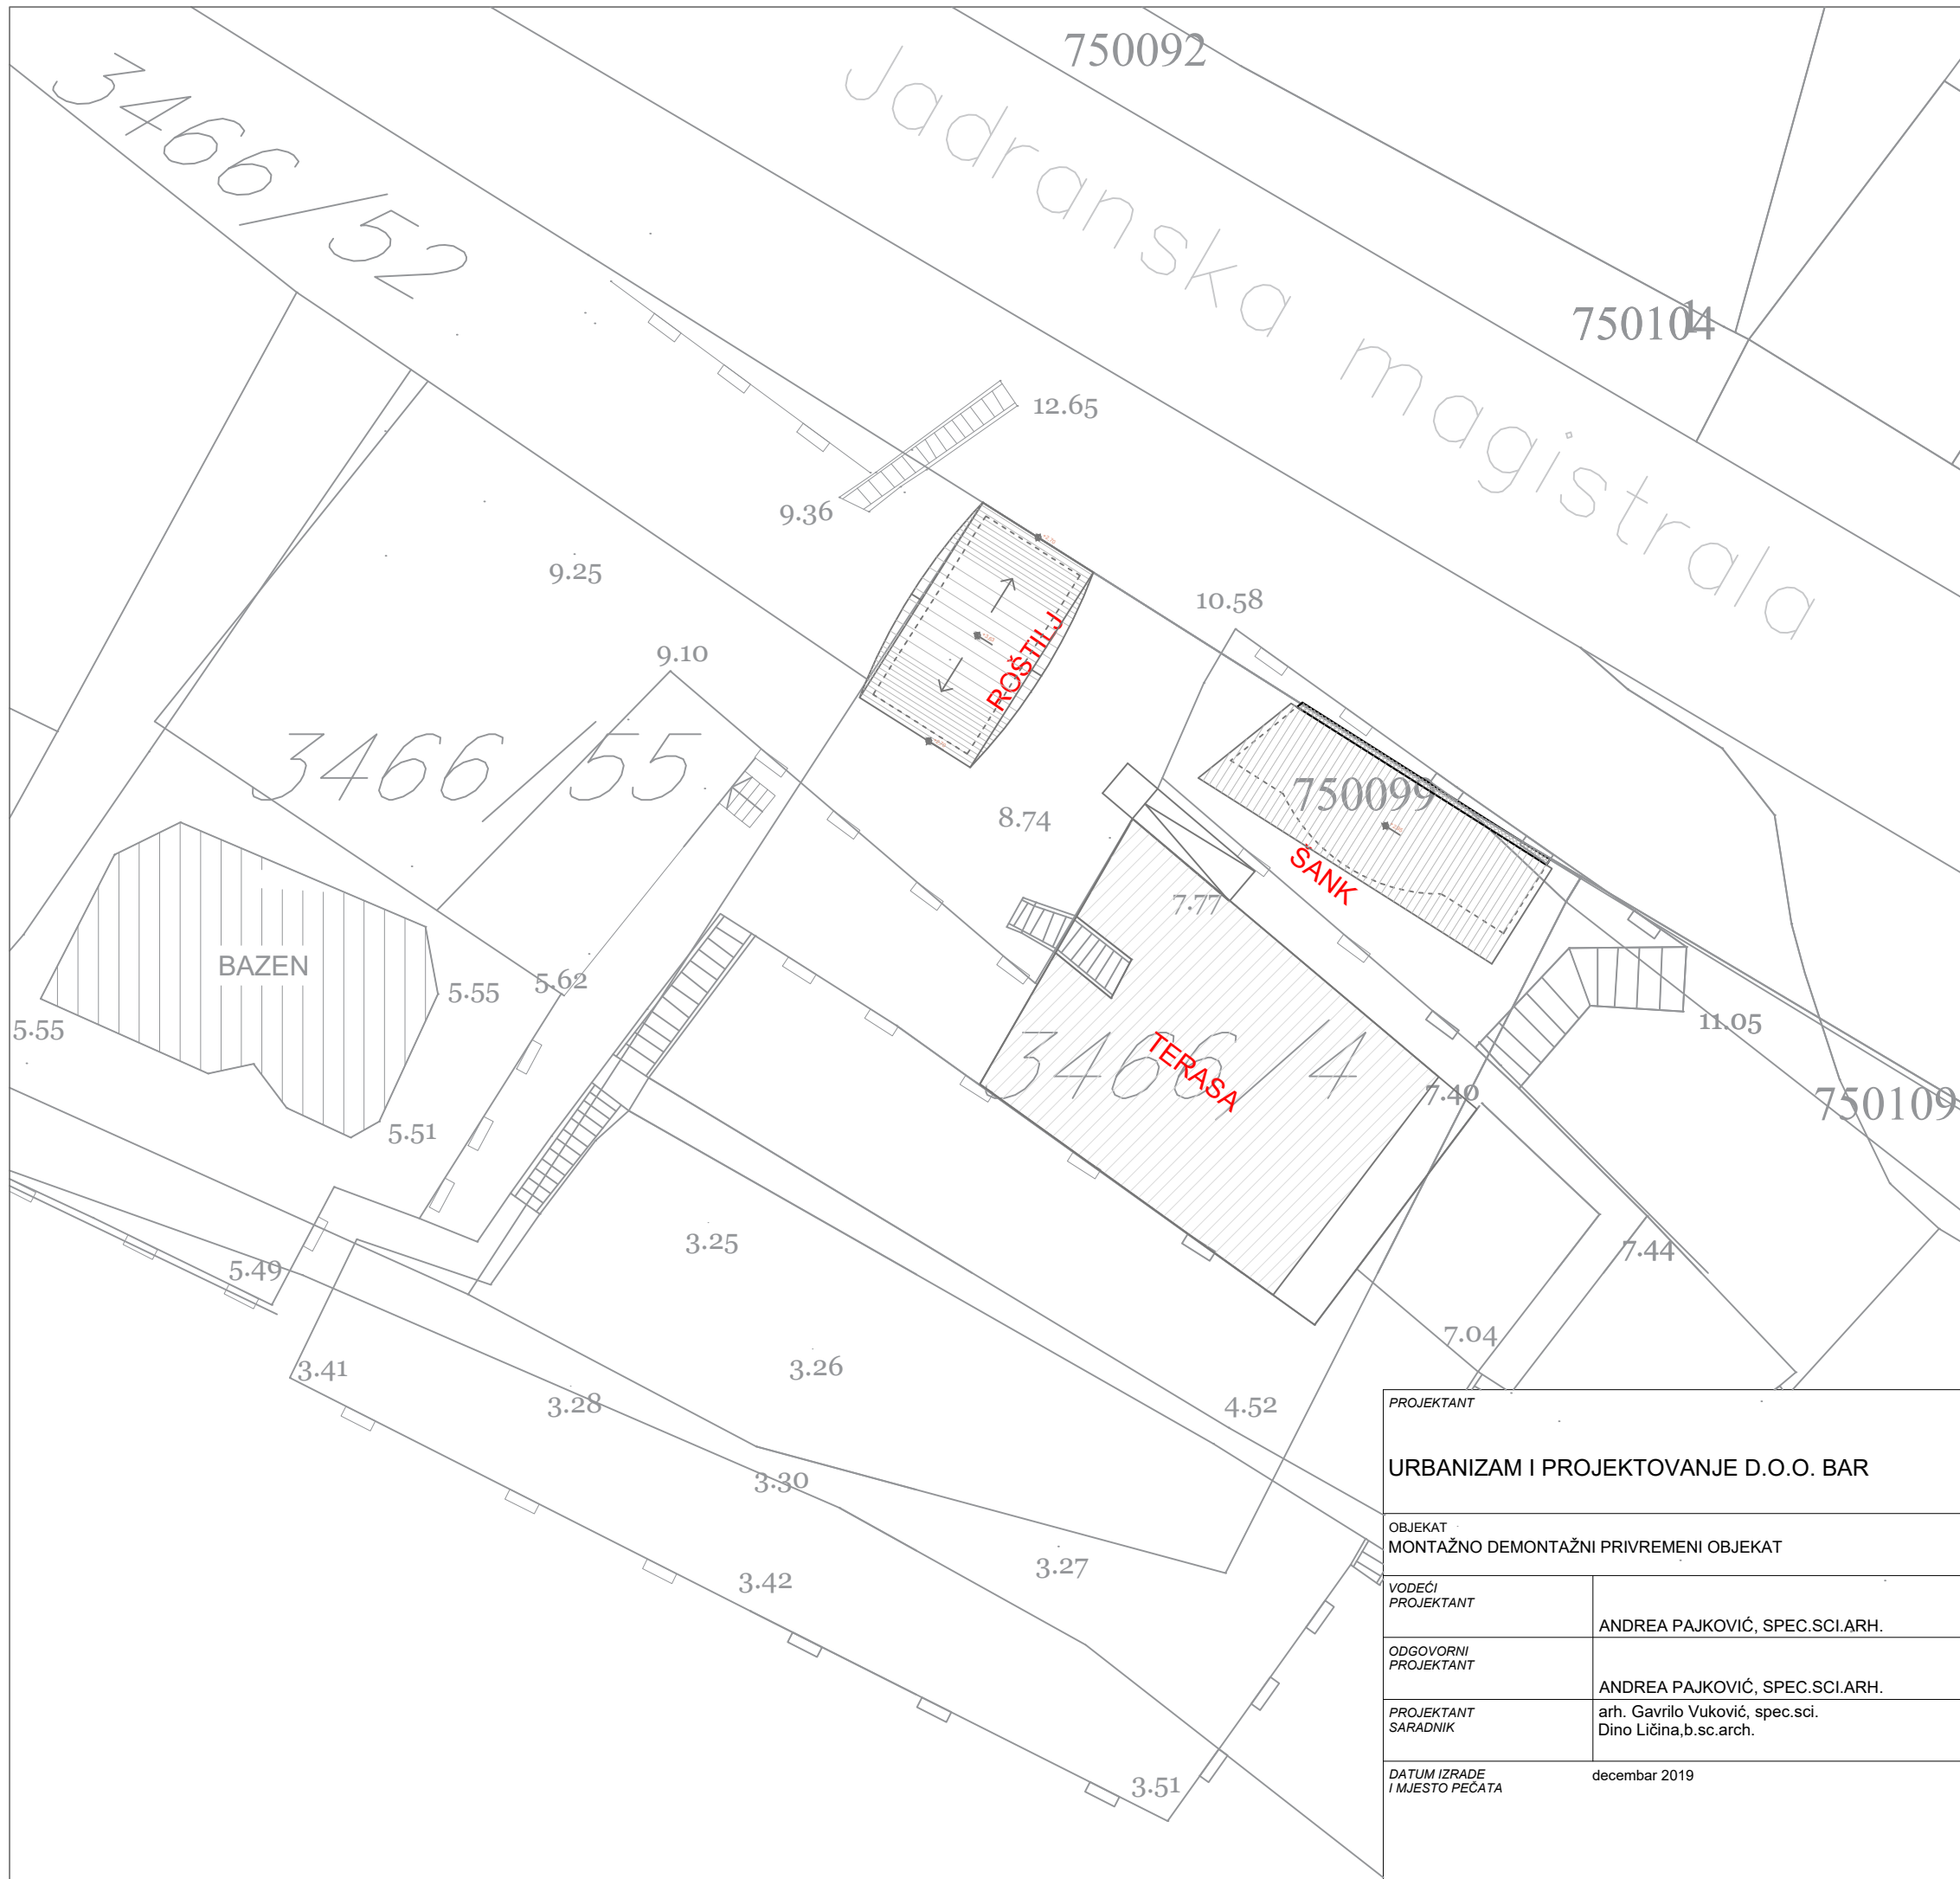 750092
3466/52
Jadranska magistrala
750104
1
12.65
9.36
9.25
10.58
9.10
ROŠTILJ
3466/55
750099
8.74
ŠANK
7.77
BAZEN
5.55
5.62
5.55
11.05
3466/4
TERASA
7.40
750109
5.51
3.25
7.44
5.49
7.04
3.41
3.26
3.28
4.52
3.30
3.27
3.42
3.51
PROJEKTANT
URBANIZAM I PROJEKTOVANJE D.O.O. BAR
OBJEKAT
MONTAŽNO DEMONTAŽNI PRIVREMENI OBJEKAT
VODEĆI
PROJEKTANT
ANDREA PAJKOVIĆ, SPEC.SCI.ARH.
ODGOVORNI
PROJEKTANT
ANDREA PAJKOVIĆ, SPEC.SCI.ARH.
PROJEKTANT
SARADNIK
arh. Gavrilo Vuković, spec.sci.
Dino Ličina,b.sc.arch.
DATUM IZRADE
I MJESTO PEČATA
decembar 2019